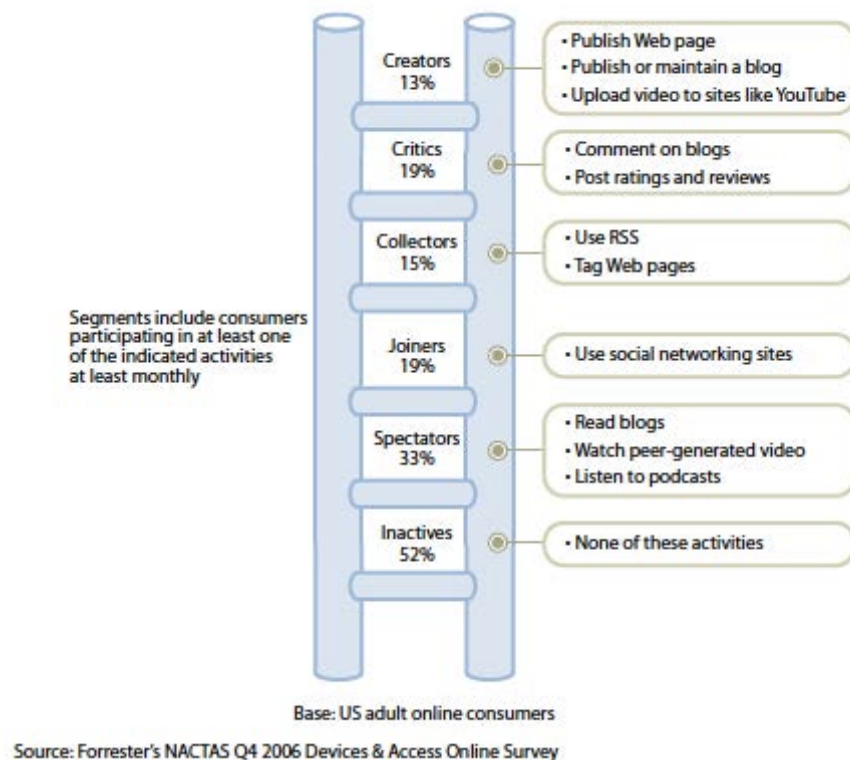 Creators
13%
• Publish Web page
• Publish or maintain a blog
• Upload video to sites like YouTube
Critics
19%
• Comment on blogs
• Post ratings and reviews
Collectors
15%
• Use RSS
• Tag Web pages
Segments include consumers
participating in at least one
of the indicated activities
at least monthly
Joiners
19%
• Use social networking sites
Spectators
33%
• Read blogs
• Watch peer-generated video
• Listen to podcasts
Inactives
52%
• None of these activities
Base: US adult online consumers
Source: Forrester's NACTAS Q4 2006 Devices & Access Online Survey